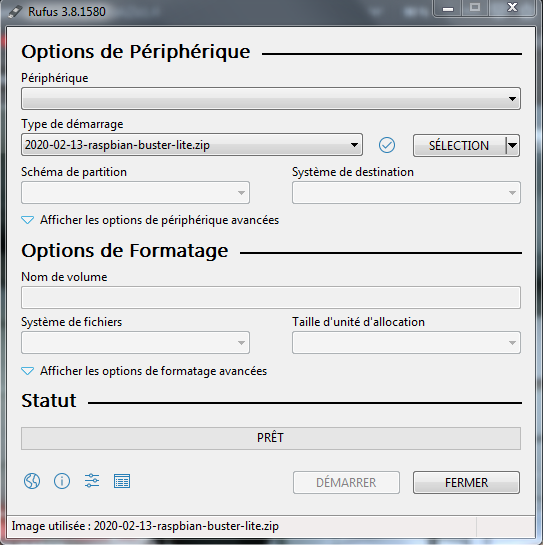 Rufus 3.8.1580
Options de Périphérique
Périphérique
Type de démarrage
2020-02-13-raspbian-buster-lite.zip
SÉLECTION
Schéma de partition
Système de destination
Afficher les options de périphérique avancées
Options de Formatage
Nom de volume
Système de fichiers
Taille d'unité d'allocation
Afficher les options de formatage avancées
Statut
PRÊT
DÉMARRER
FERMER
Image utilisée : 2020-02-13-raspbian-buster-lite.zip